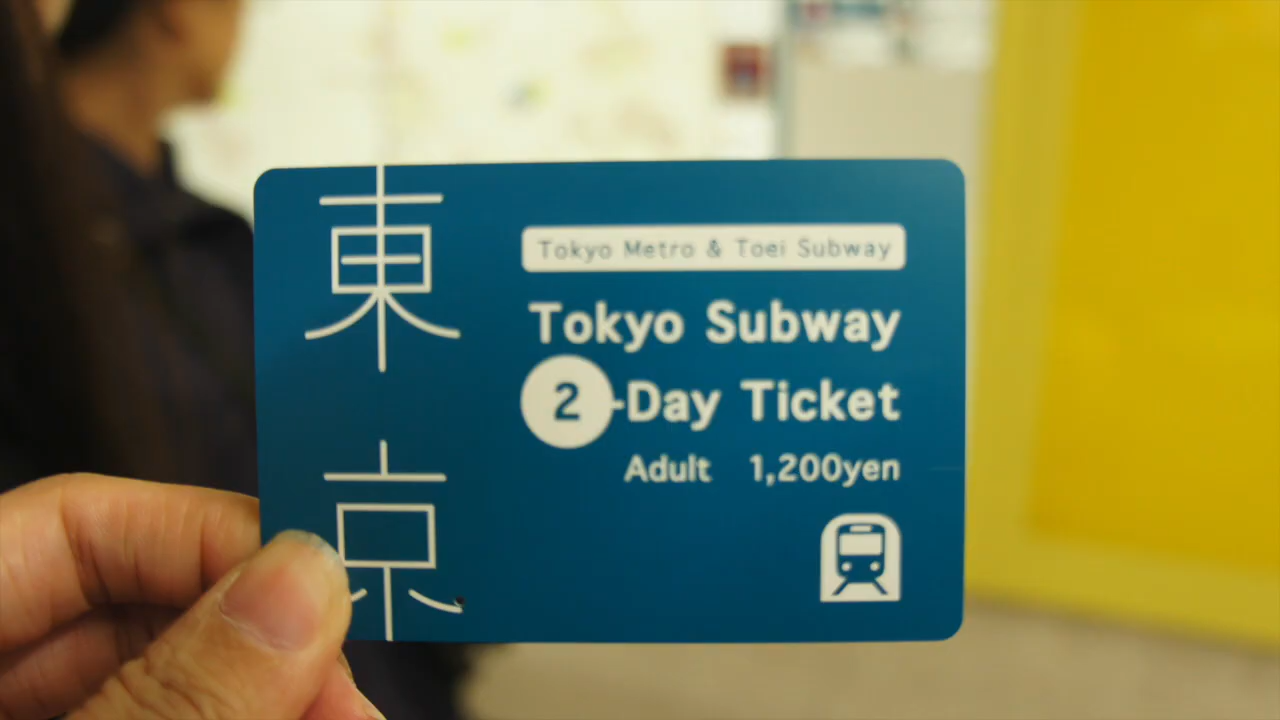 東京
Tokyo Metro & Toei Subway
Tokyo Subway
2-Day Ticket
Adult 1,200yen